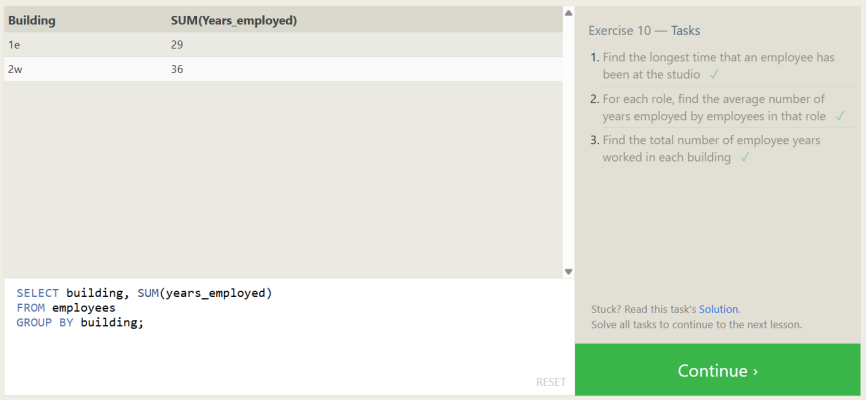 Building SUM(Years_employed)
1e 29
2w 36
SELECT building, SUM(years_employed)
FROM employees
GROUP BY building;
RESET
Exercise 10 — Tasks
1. Find the longest time that an employee has
been at the studio ✓
2. For each role, find the average number of
years employed by employees in that role ✓
3. Find the total number of employee years
worked in each building ✓
Stuck? Read this task's Solution.
Solve all tasks to continue to the next lesson.
Continue ›